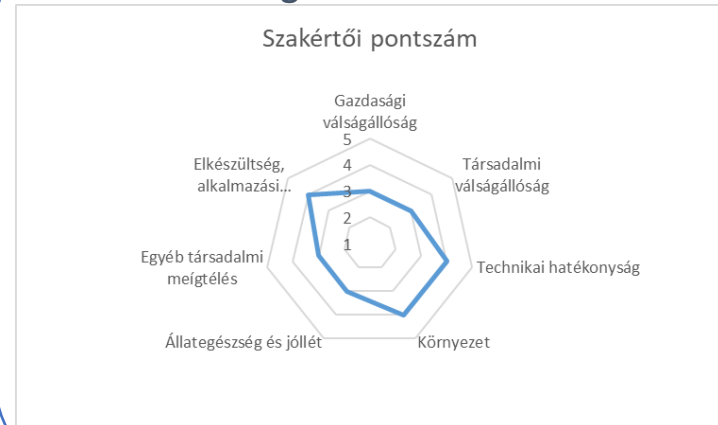 Szakértői pontszám
Gazdasági
válságállóság
5
4
3
2
1
Társadalmi
válságállóság
Technikai hatékonyság
Környezet
Állategészség és jóllét
Egyéb társadalmi
meígtélés
Elkészültség,
alkalmazási...